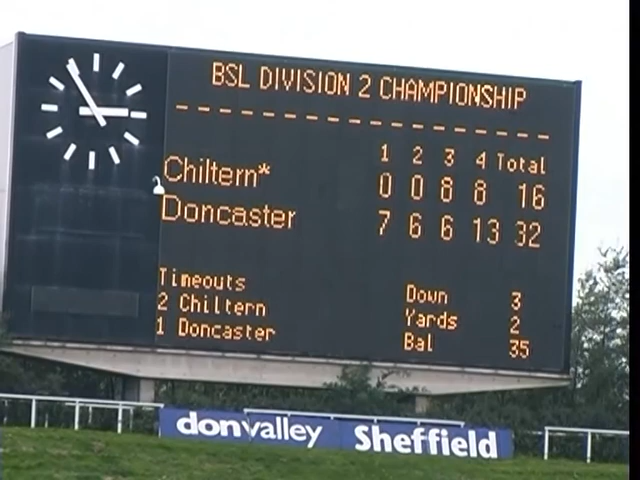 BSL DIVISION 2 CHAMPIONSHIP
1 2 3 4 Total
Chiltern* 0 0 8 8 16
Doncaster 7 6 6 13 32
Timeouts Down 3
2 Chiltern Yards 2
1 Doncaster Bal 35
donvalley Sheffield